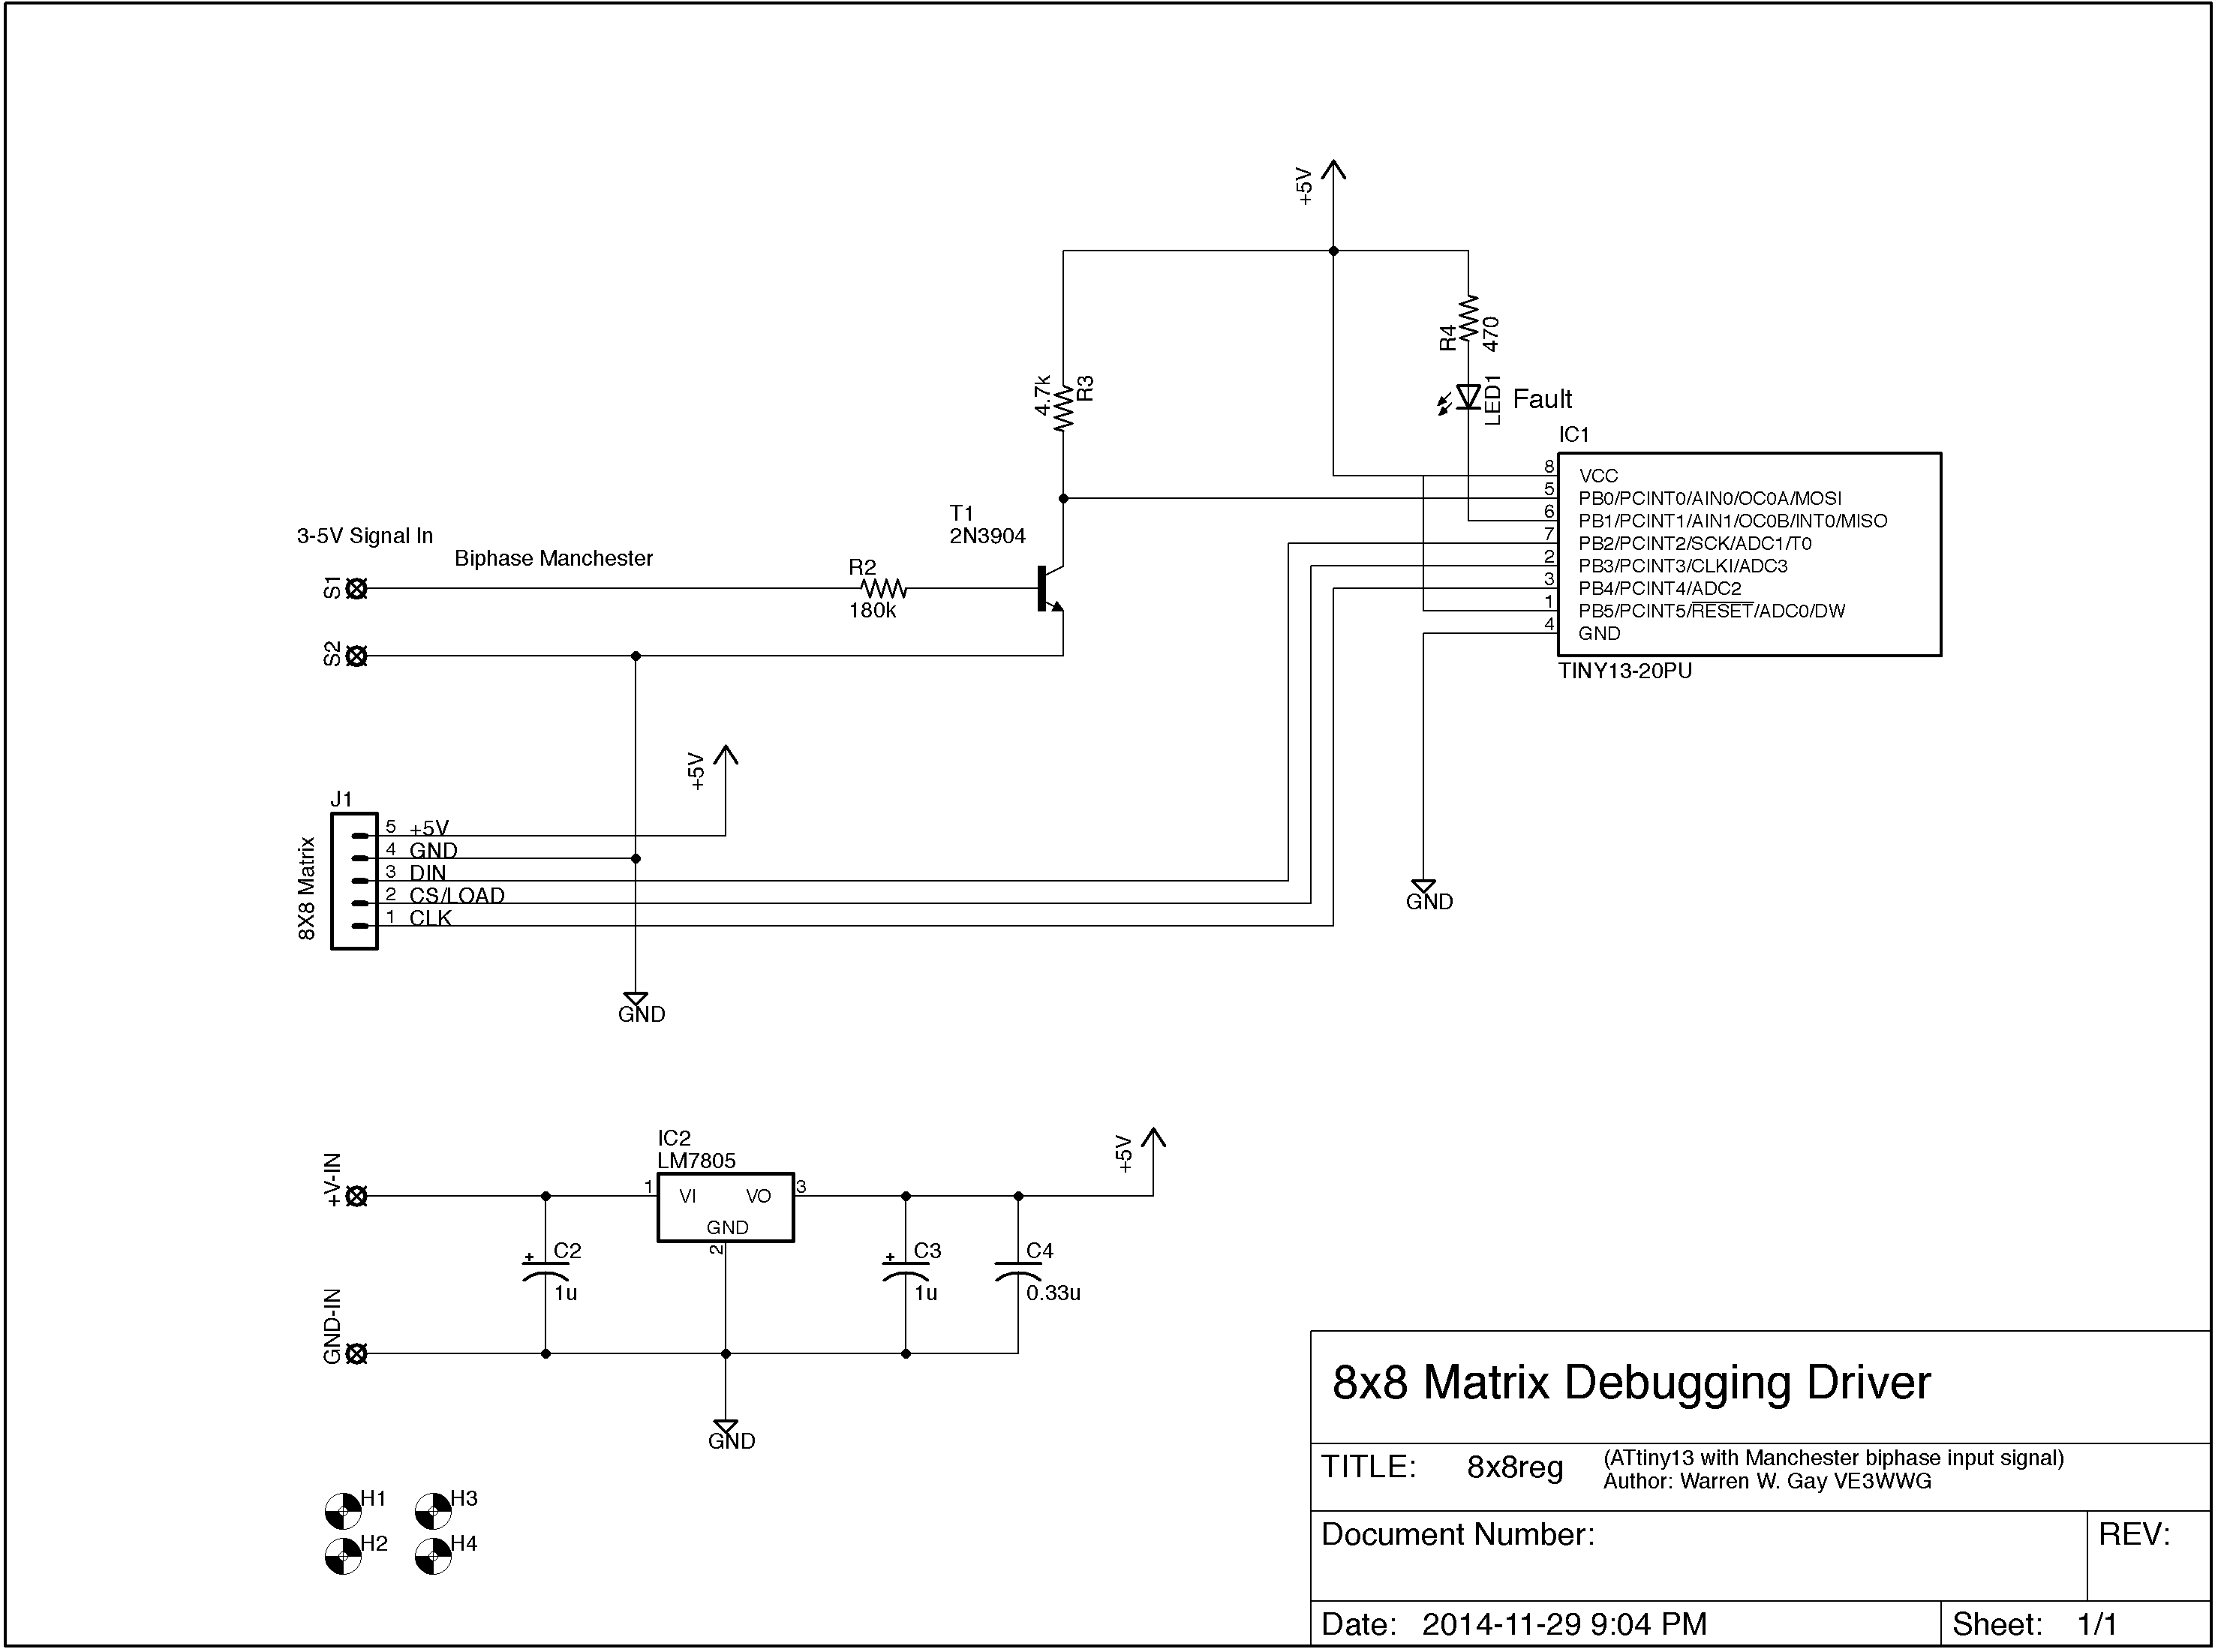 +5V
4.7k
R3
R4
470
LED1
Fault
IC1
8 VCC
5 PB0/PCINT0/AIN0/OC0A/MOSI
6 PB1/PCINT1/AIN1/OC0B/INT0/MISO
7 PB2/PCINT2/SCK/ADC1/T0
2 PB3/PCINT3/CLKI/ADC3
3 PB4/PCINT4/ADC2
1 PB5/PCINT5/RESET/ADC0/DW
4 GND
TINY13-20PU
T1
2N3904
3-5V Signal In
Biphase Manchester
S1
R2
180k
S2
+5V
J1
8X8 Matrix
5 +5V
4 GND
3 DIN
2 CS/LOAD
1 CLK
GND
GND
IC2
LM7805
+5V
+V-IN
1 VI VO 3
GND
2
+ C2
1u
+ C3
1u
C4
0.33u
GND-IN
GND
H1 H3
H2 H4
8x8 Matrix Debugging Driver
TITLE: 8x8reg
(ATtiny13 with Manchester biphase input signal)
Author: Warren W. Gay VE3WWG
Document Number:
REV:
Date: 2014-11-29 9:04 PM
Sheet: 1/1